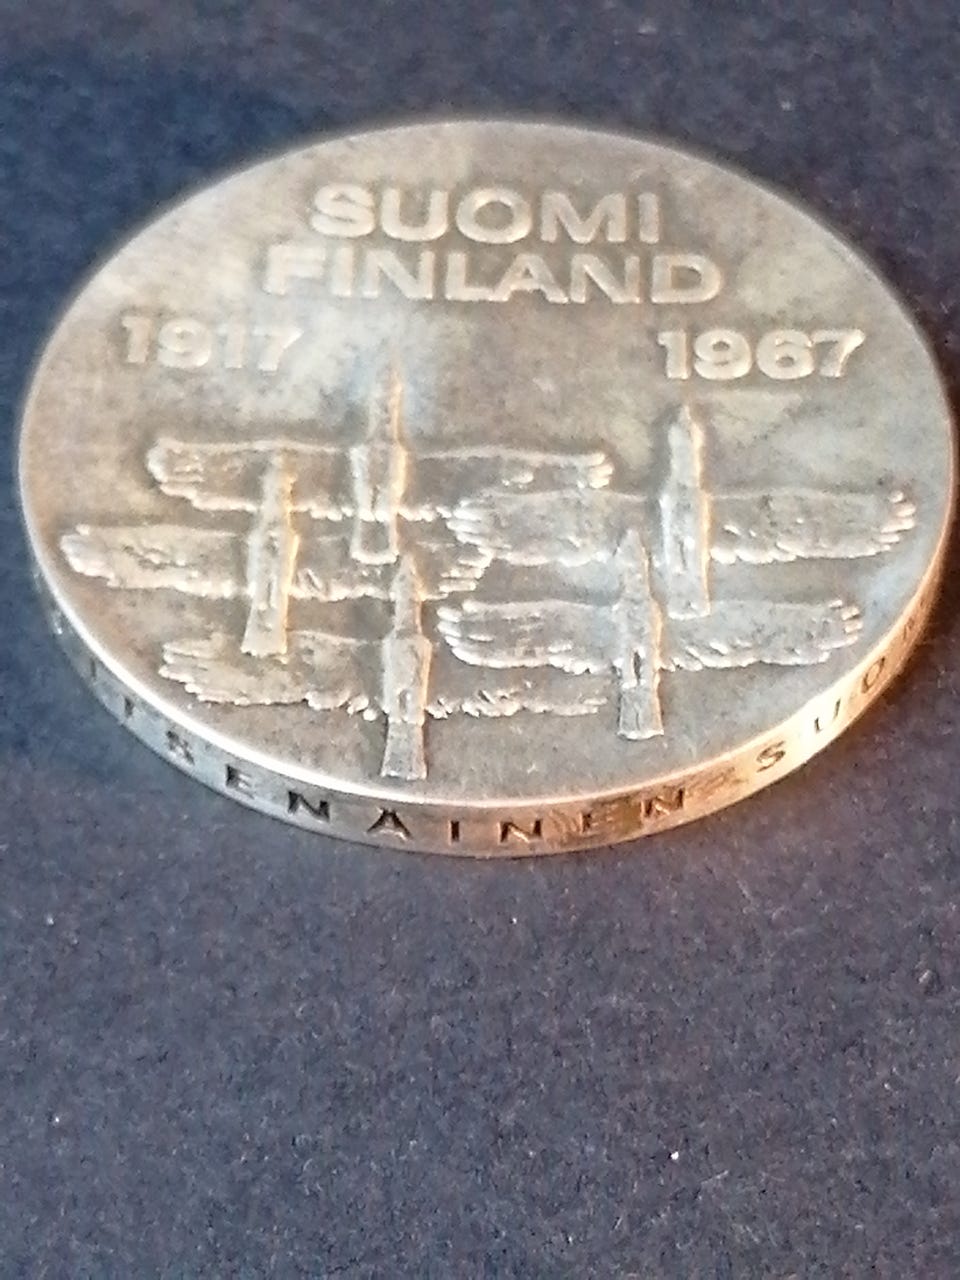 SUOMI
FINLAND
1917 1967
ITSENÄINEN SUO